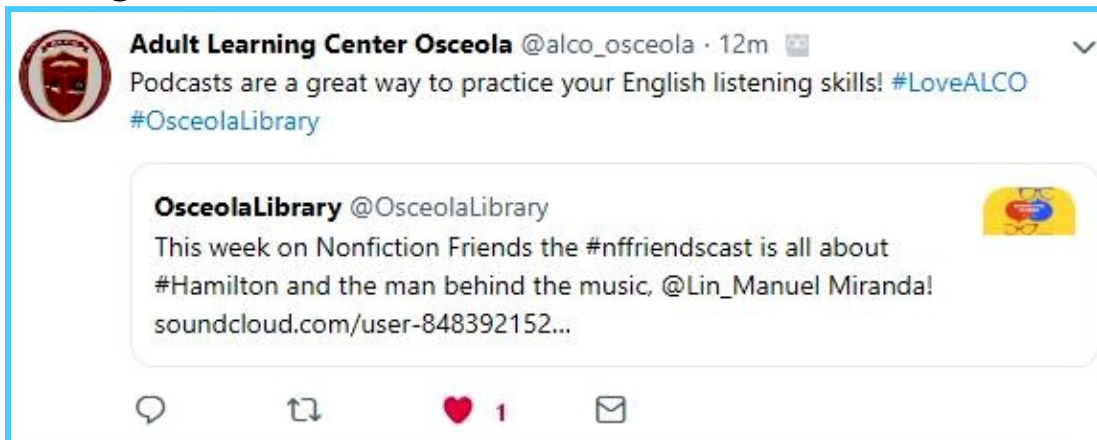 Adult Learning Center Osceola @alco_osceola · 12m
Podcasts are a great way to practice your English listening skills! #LoveALCO
#OsceolaLibrary
OsceolaLibrary @OsceolaLibrary
This week on Nonfiction Friends the #nffriendscast is all about
#Hamilton and the man behind the music, @Lin_Manuel Miranda!
soundcloud.com/user-848392152...
1